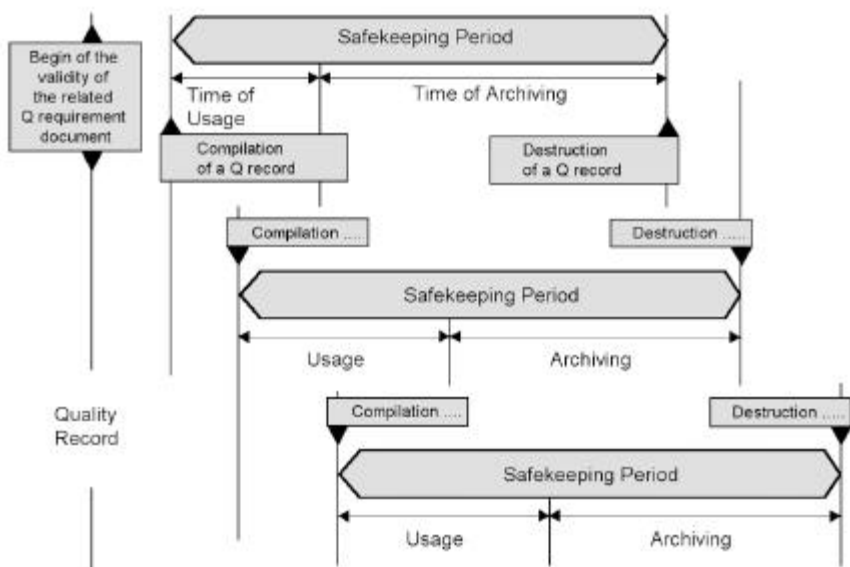 Safekeeping Period
Begin of the
validity of
the related
Q requirement
document
Time of
Usage
Time of Archiving
Compilation
of a Q record
Destruction
of a Q record
Compilation .....
Destruction .....
Safekeeping Period
Usage
Archiving
Quality
Record
Compilation ....
Destruction .....
Safekeeping Period
Usage
Archiving